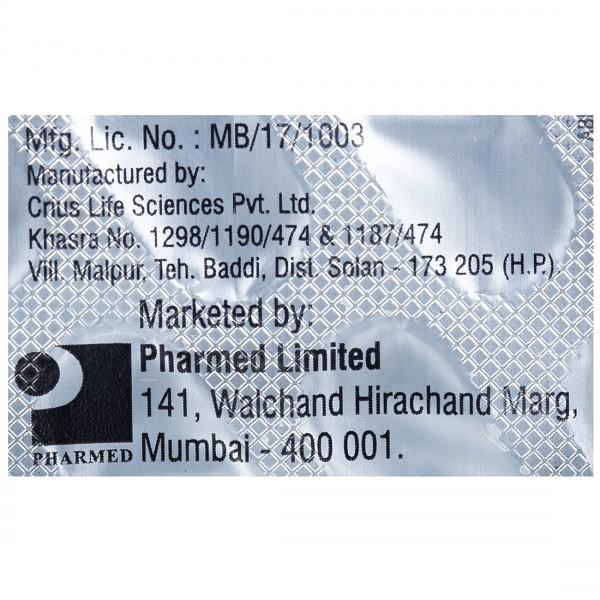 Mfg. Lic. No. : MB/17/1003
Manufactured by:
Crius Life Sciences Pvt. Ltd.
Khasra No. 1298/1190/474 & 1187/474
Vill. Malpur, Teh. Baddi, Dist. Solan - 173 205 (H.P.)
Marketed by:
Pharmed Limited
141, Walchand Hirachand Marg,
Mumbai - 400 001.
PHARMED